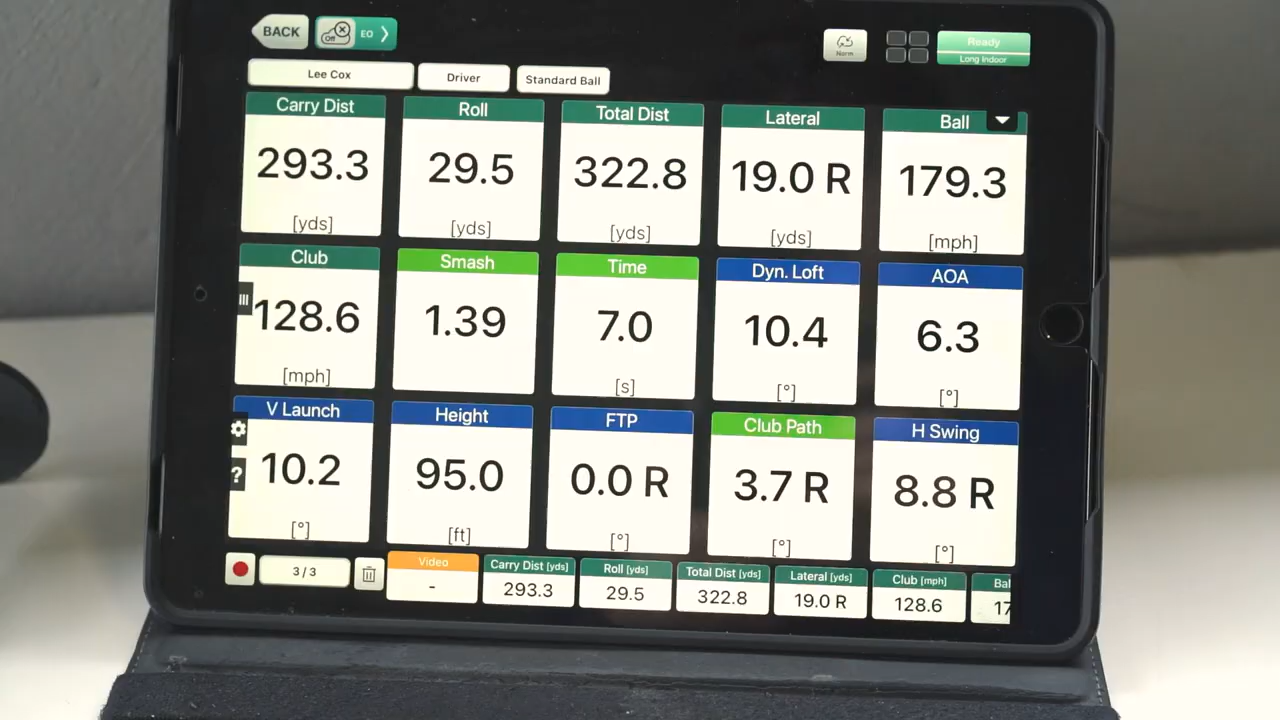 BACK
Off
EO
Norm
Ready
Long Indoor
Lee Cox
Driver
Standard Ball
Carry Dist
Roll
Total Dist
Lateral
Ball
293.3
29.5
322.8
19.0 R
179.3
[yds]
[yds]
[yds]
[yds]
[mph]
Club
Smash
Time
Dyn. Loft
AOA
128.6
1.39
7.0
10.4
6.3
[mph]
[s]
[°]
[°]
V Launch
Height
FTP
Club Path
H Swing
?
10.2
95.0
0.0 R
3.7 R
8.8 R
[°]
[ft]
[°]
[°]
[°]
3 / 3
Video
Carry Dist [yds]
Roll [yds]
Total Dist [yds]
Lateral [yds]
Club [mph]
Bal
-
293.3
29.5
322.8
19.0 R
128.6
17